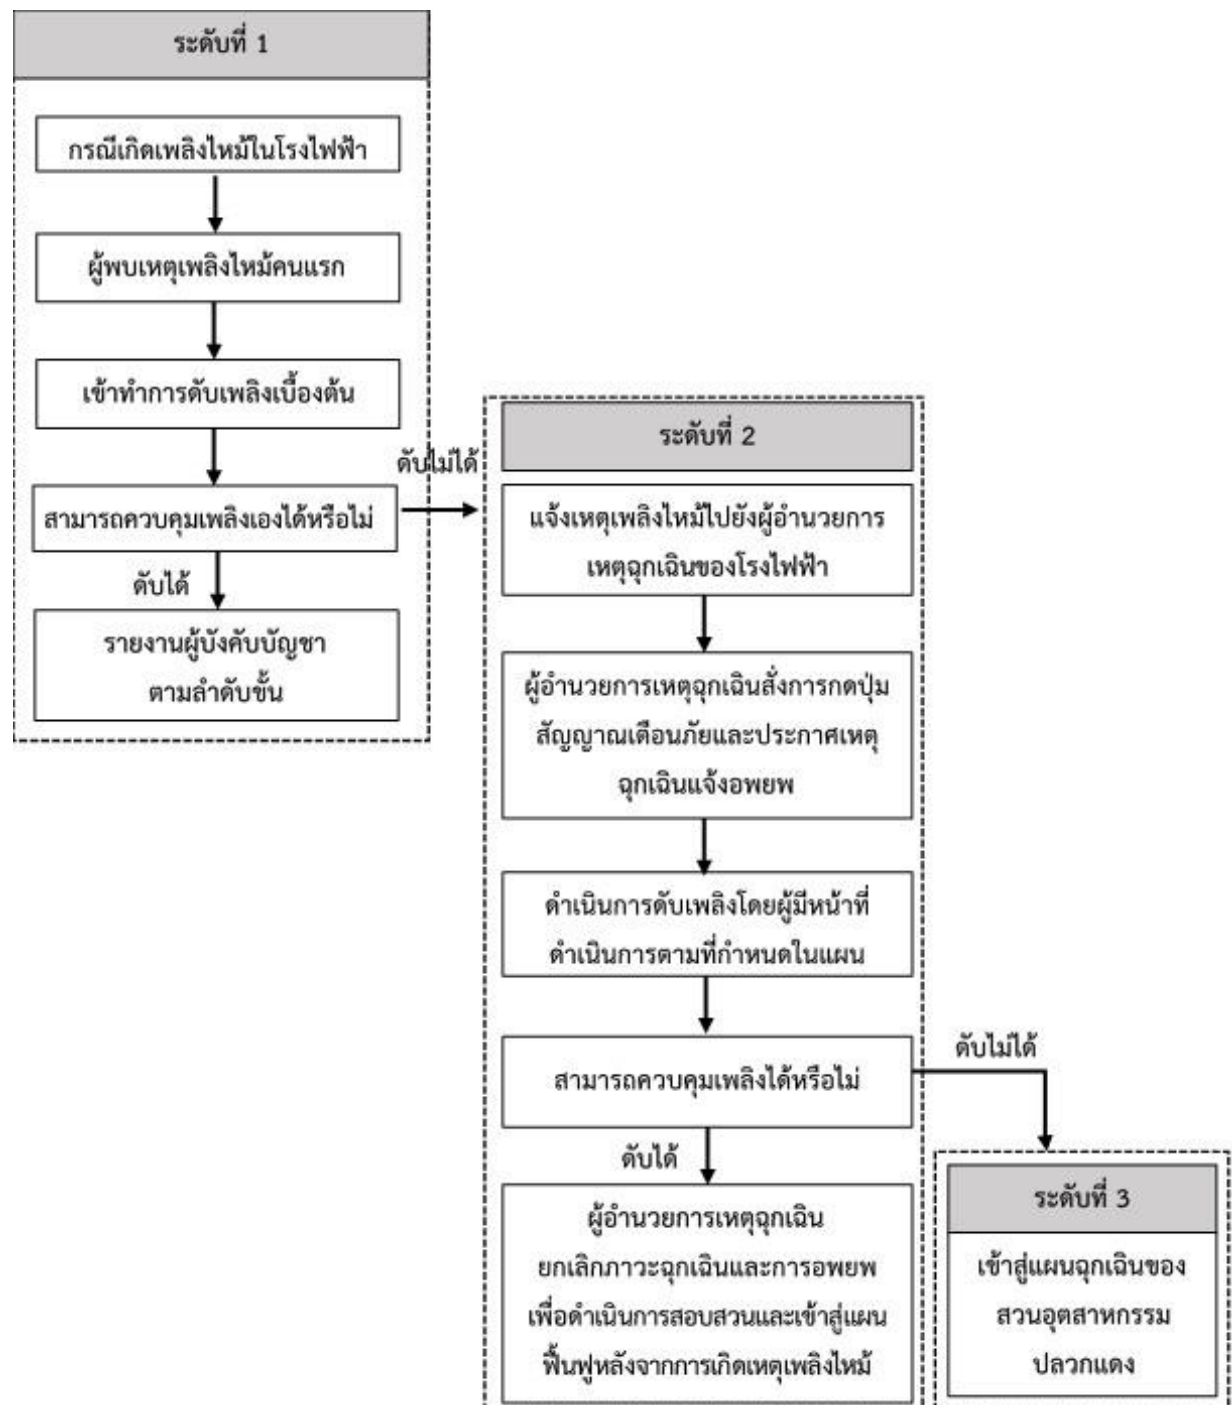 ระดับที่ 1
กรณีเกิดเพลิงไหม้ในโรงไฟฟ้า
ผู้พบเหตุเพลิงไหม้คนแรก
เข้าทำการดับเพลิงเบื้องต้น
สามารถควบคุมเพลิงเองได้หรือไม่
ดับไม่ได้
ดับได้
รายงานผู้บังคับบัญชา
ตามลำดับขั้น
ระดับที่ 2
แจ้งเหตุเพลิงไหม้ไปยังผู้อำนวยการ
เหตุฉุกเฉินของโรงไฟฟ้า
ผู้อำนวยการเหตุฉุกเฉินสั่งการกดปุ่ม
สัญญาณเตือนภัยและประกาศเหตุ
ฉุกเฉินแจ้งอพยพ
ดำเนินการดับเพลิงโดยผู้มีหน้าที่
ดำเนินการตามที่กำหนดในแผน
สามารถควบคุมเพลิงได้หรือไม่
ดับไม่ได้
ดับได้
ผู้อำนวยการเหตุฉุกเฉิน
ยกเลิกภาวะฉุกเฉินและการอพยพ
เพื่อดำเนินการสอบสวนและเข้าสู่แผน
ฟื้นฟูหลังจากการเกิดเหตุเพลิงไหม้
ระดับที่ 3
เข้าสู่แผนฉุกเฉินของ
สวนอุตสาหกรรม
ปลวกแดง